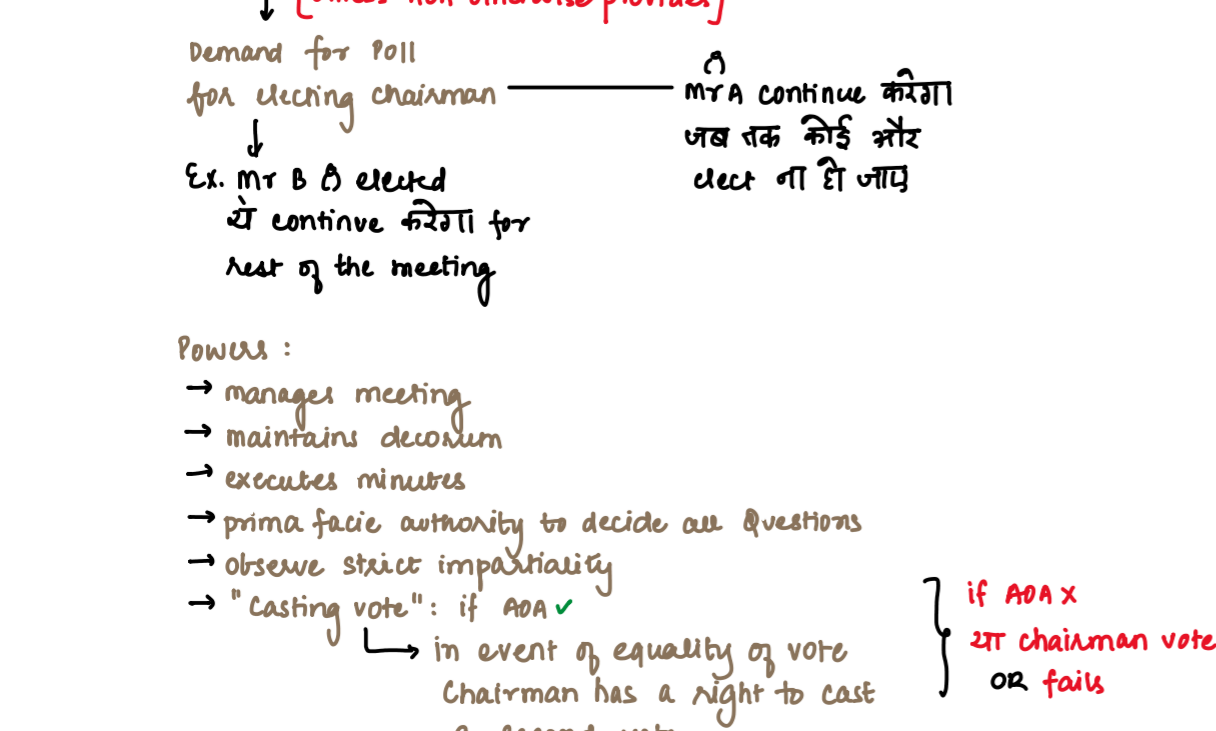 otherwise provides]
Demand for Poll
for electing chairman
Mr A continue करेगा
जब तक कोई और
elect ना हो जाए
Ex. Mr B elected
ये continue करेगा for
rest of the meeting
Powers :
→ manages meeting
→ maintains decorum
→ executes minutes
→ prima facie authority to decide all Questions
→ observe strict impartiality
→ "Casting vote": if AOA ✓
in event of equality of vote
Chairman has a right to cast
if AOA X
या chairman vote
OR fails